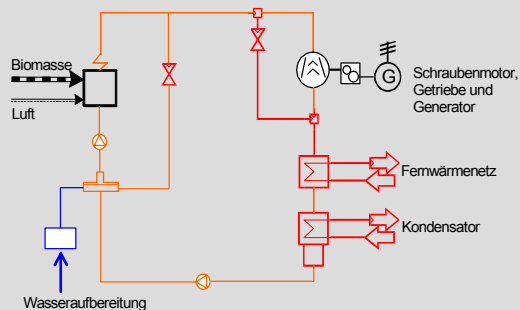 Biomasse
Luft
G
Schraubenmotor,
Getriebe und
Generator
Fernwärmenetz
Kondensator
Wasseraufbereitung